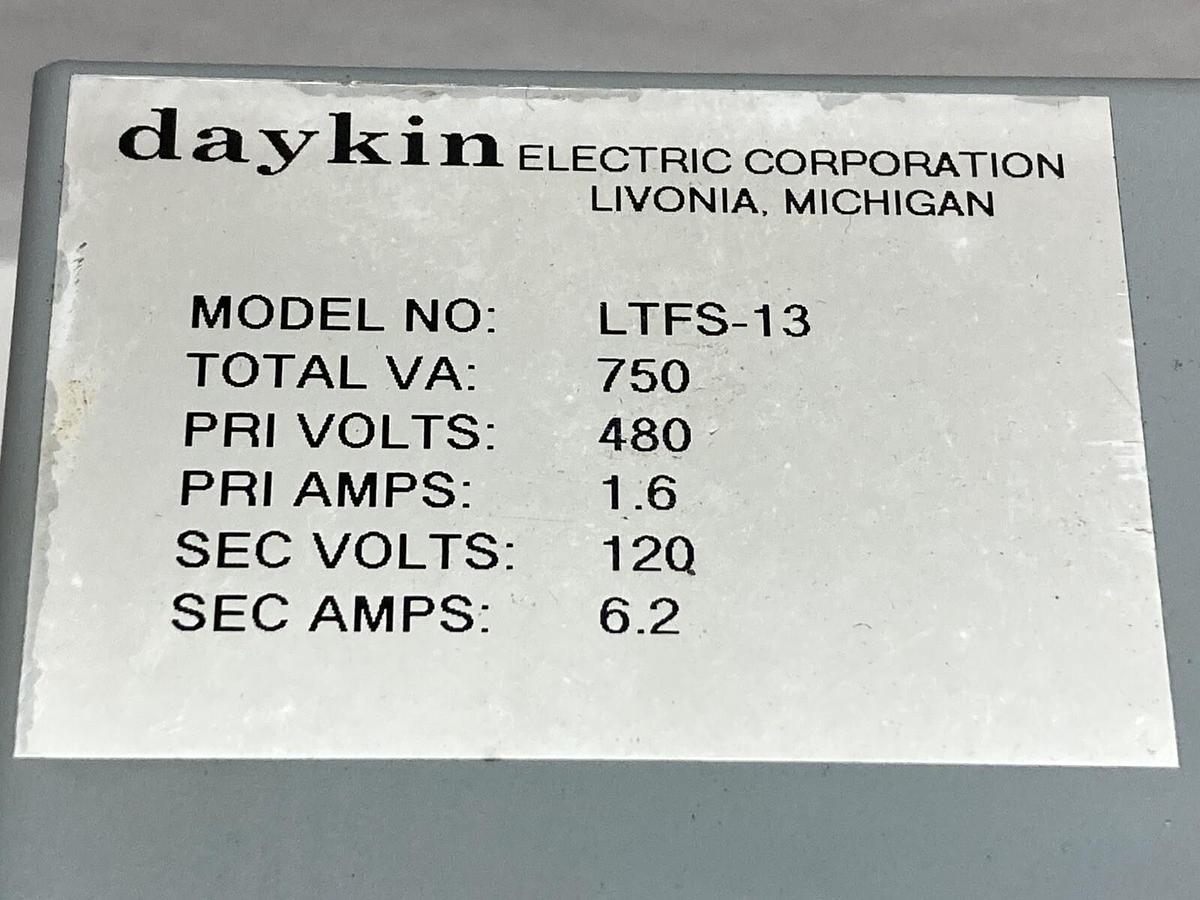 daykin ELECTRIC CORPORATION
LIVONIA, MICHIGAN
MODEL NO: LTFS-13
TOTAL VA: 750
PRI VOLTS: 480
PRI AMPS: 1.6
SEC VOLTS: 120
SEC AMPS: 6.2